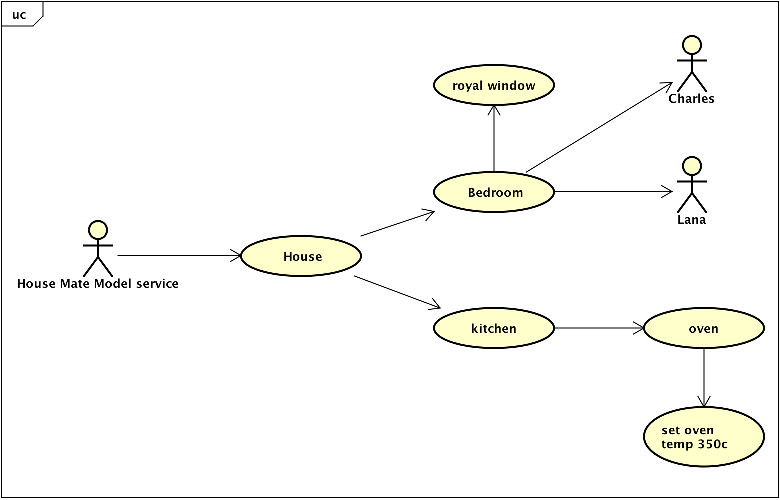 uc
royal window
Charles
Bedroom
Lana
House Mate Model service
House
kitchen
oven
set oven
temp 350c